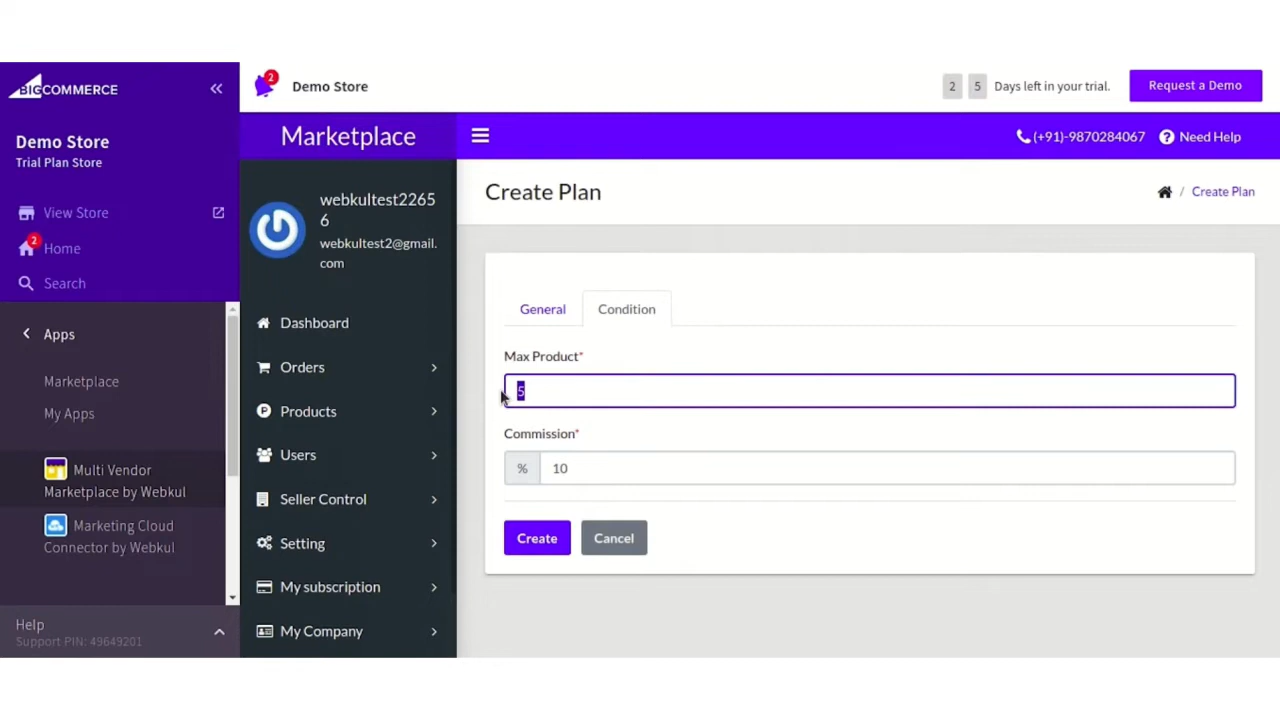 BIGCOMMERCE
Demo Store
Trial Plan Store
View Store
2
Home
Search
Apps
Marketplace
My Apps
Multi Vendor
Marketplace by Webkul
Marketing Cloud
Connector by Webkul
Help
Support PIN: 49649201
2
Demo Store
2 5 Days left in your trial.
Request a Demo
Marketplace
(+91)-9870284067
Need Help
webkultest2265
6
webkultest2@gmail.
com
Dashboard
Orders
Products
Users
Seller Control
Setting
My subscription
My Company
Create Plan
/ Create Plan
General
Condition
Max Product*
5
Commission*
% 10
Create
Cancel